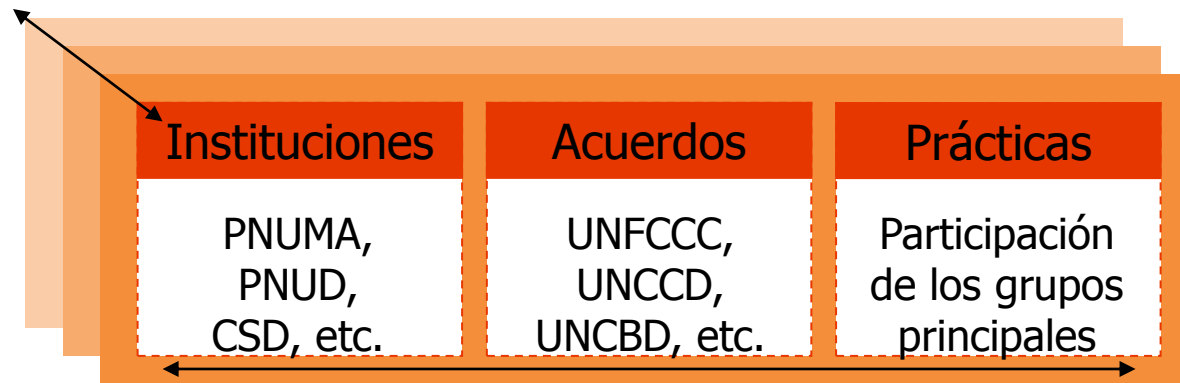 Instituciones
PNUMA,
PNUD,
CSD, etc.
Acuerdos
UNFCCC,
UNCCD,
UNCBD, etc.
Prácticas
Participación
de los grupos
principales